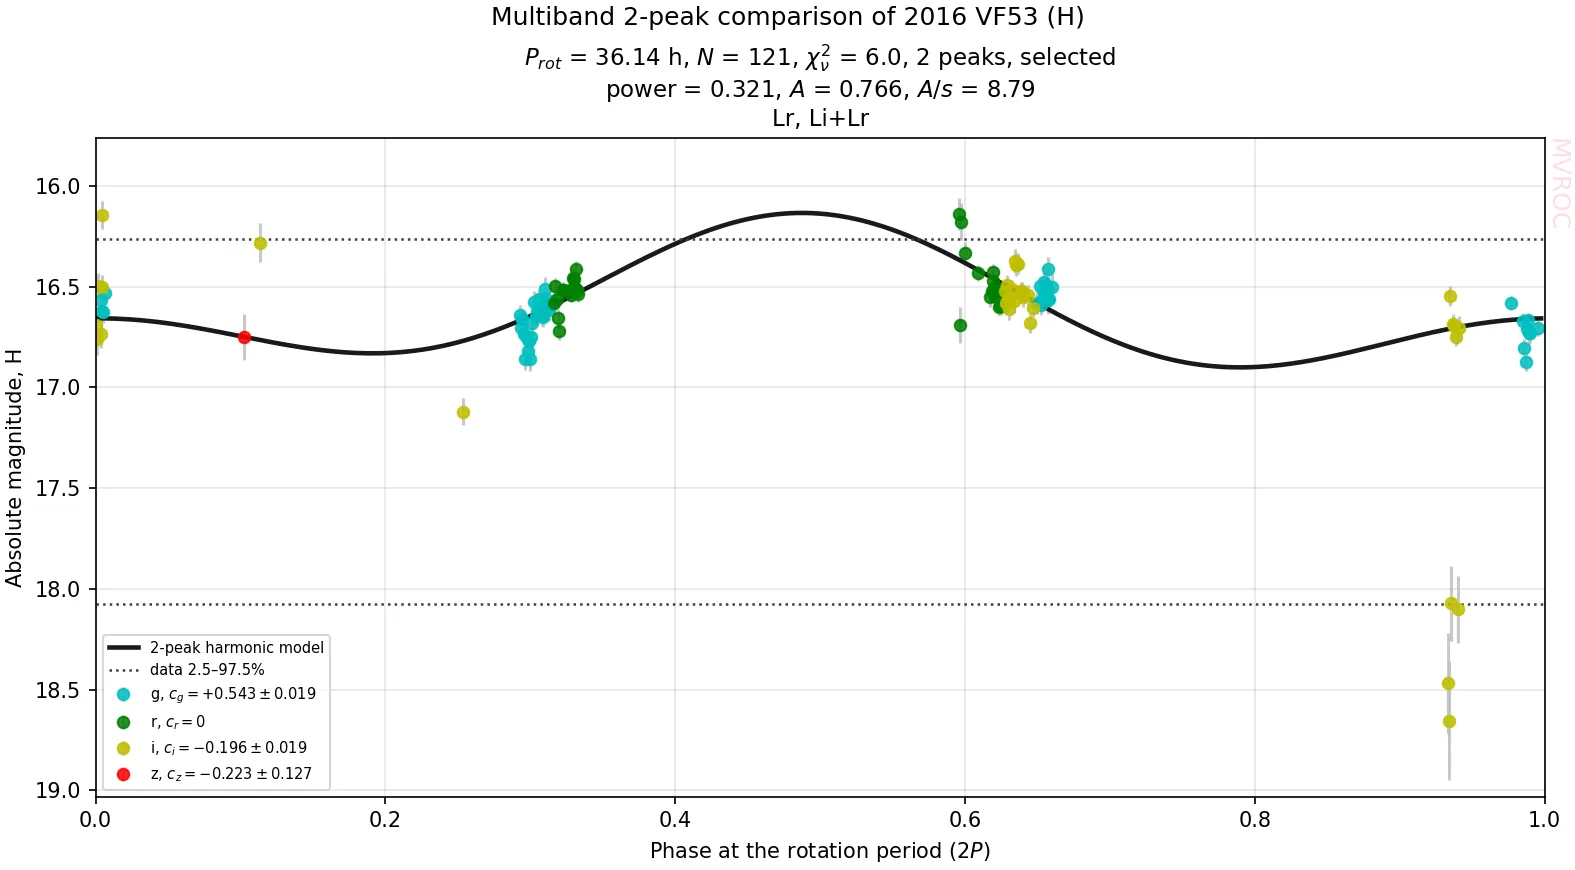 Multiband 2-peak comparison of 2016 VF53 (H)
P_rot = 36.14 h, N = 121, χ²_ν = 6.0, 2 peaks, selected
power = 0.321, A = 0.766, A/s = 8.79
Lr, Li+Lr
MVROC
Absolute magnitude, H
16.0
16.5
17.0
17.5
18.0
18.5
19.0
2-peak harmonic model
data 2.5–97.5%
g, c_g = +0.543 ± 0.019
r, c_r = 0
i, c_i = −0.196 ± 0.019
z, c_z = −0.223 ± 0.127
0.0 0.2 0.4 0.6 0.8 1.0
Phase at the rotation period (2P)